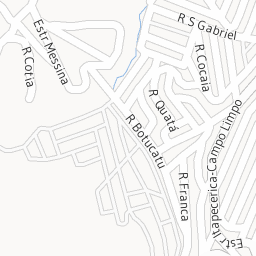 R S Gabriel
Estr Messina
R Cotia
R Cocaia
R Quatá
R Botucatu
R Franca
Estr Itapecerica-Campo Limpo